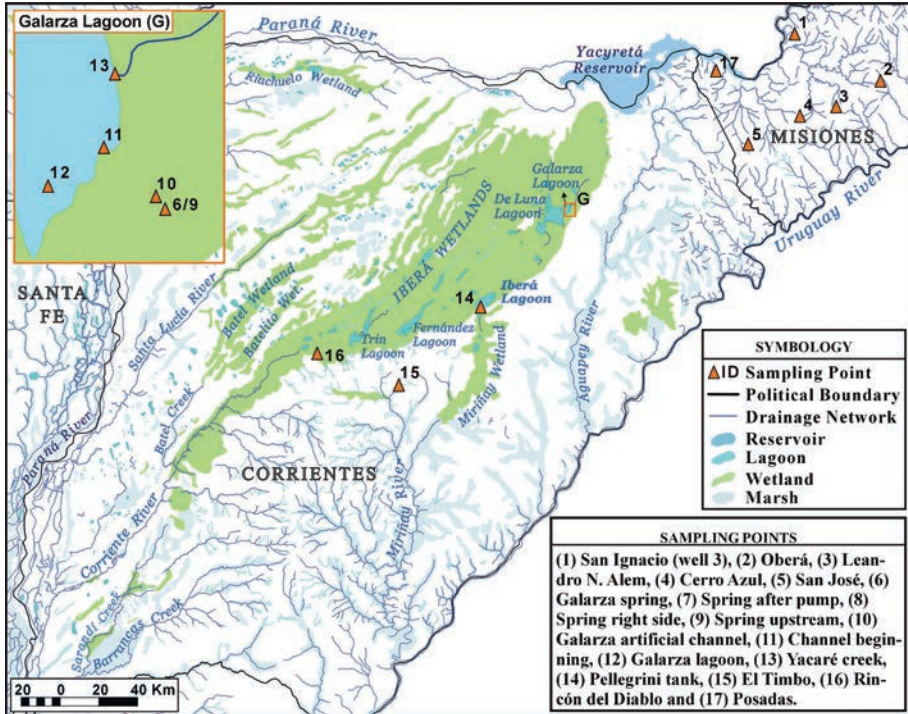 Galarza Lagoon (G)
13
11
12
10
6/9
Paraná River
Riachuelo Wetland
Yacyretá
Reservoir
1
17
2
3
4
5
MISIONES
Galarza
Lagoon
De Luna
Lagoon
G
Uruguay River
IBERÁ WETLANDS
SANTA
FE
Santa Lucía River
Batel Wetland
Batelito Wet.
14
Iberá
Lagoon
Trin
Lagoon
Fernández
Lagoon
16
15
Miriñay Wetland
Aguapey River
Batel Creek
Paraná River
CORRIENTES
Miriñay River
Corriente River
Sarandí Creek
Barrancas Creek
20 0 20 40 Km
SYMBOLOGY
ID Sampling Point
Political Boundary
Drainage Network
Reservoir
Lagoon
Wetland
Marsh
SAMPLING POINTS
(1) San Ignacio (well 3), (2) Oberá, (3) Lean-
dro N. Alem, (4) Cerro Azul, (5) San José, (6)
Galarza spring, (7) Spring after pump, (8)
Spring right side, (9) Spring upstream, (10)
Galarza artificial channel, (11) Channel begin-
ning, (12) Galarza lagoon, (13) Yacaré creek,
(14) Pellegrini tank, (15) El Timbo, (16) Rin-
cón del Diablo and (17) Posadas.